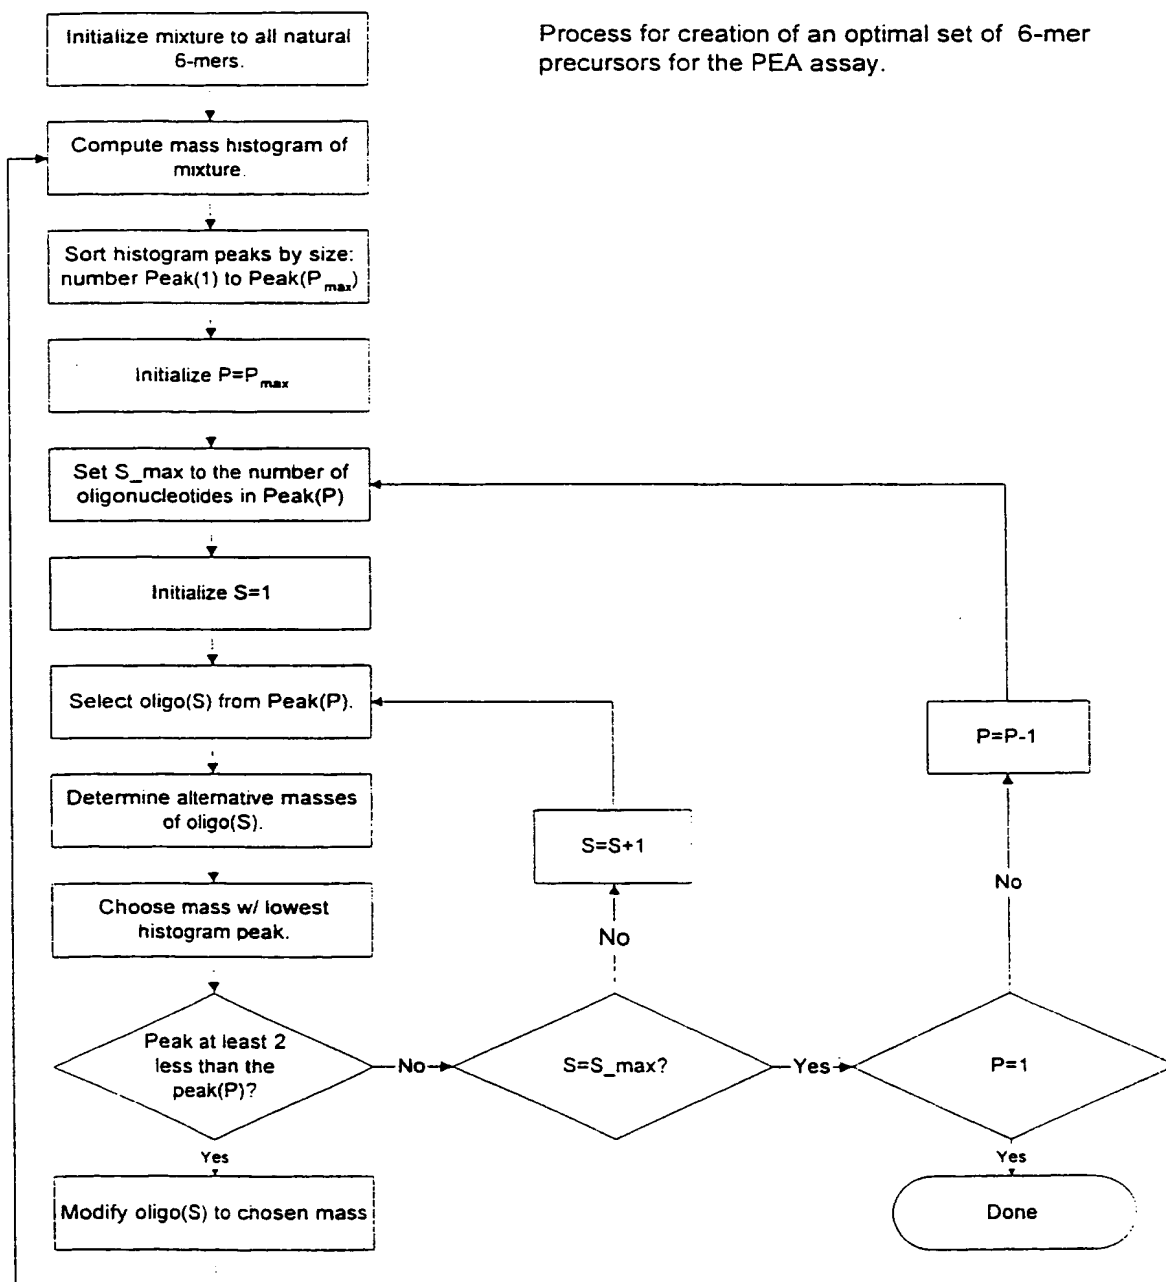 Process for creation of an optimal set of 6-mer
precursors for the PEA assay.
Initialize mixture to all natural
6-mers.
Compute mass histogram of
mixture.
Sort histogram peaks by size:
number Peak(1) to Peak(Pmax)
Initialize P=Pmax
Set S_max to the number of
oligonucleotides in Peak(P)
Initialize S=1
Select oligo(S) from Peak(P).
Determine alternative masses
of oligo(S).
Choose mass w/ lowest
histogram peak.
Peak at least 2
less than the
peak(P)?
No
S=S_max?
No
S=S+1
Yes
P=1
No
P=P-1
Yes
Modify oligo(S) to chosen mass
Yes
Done